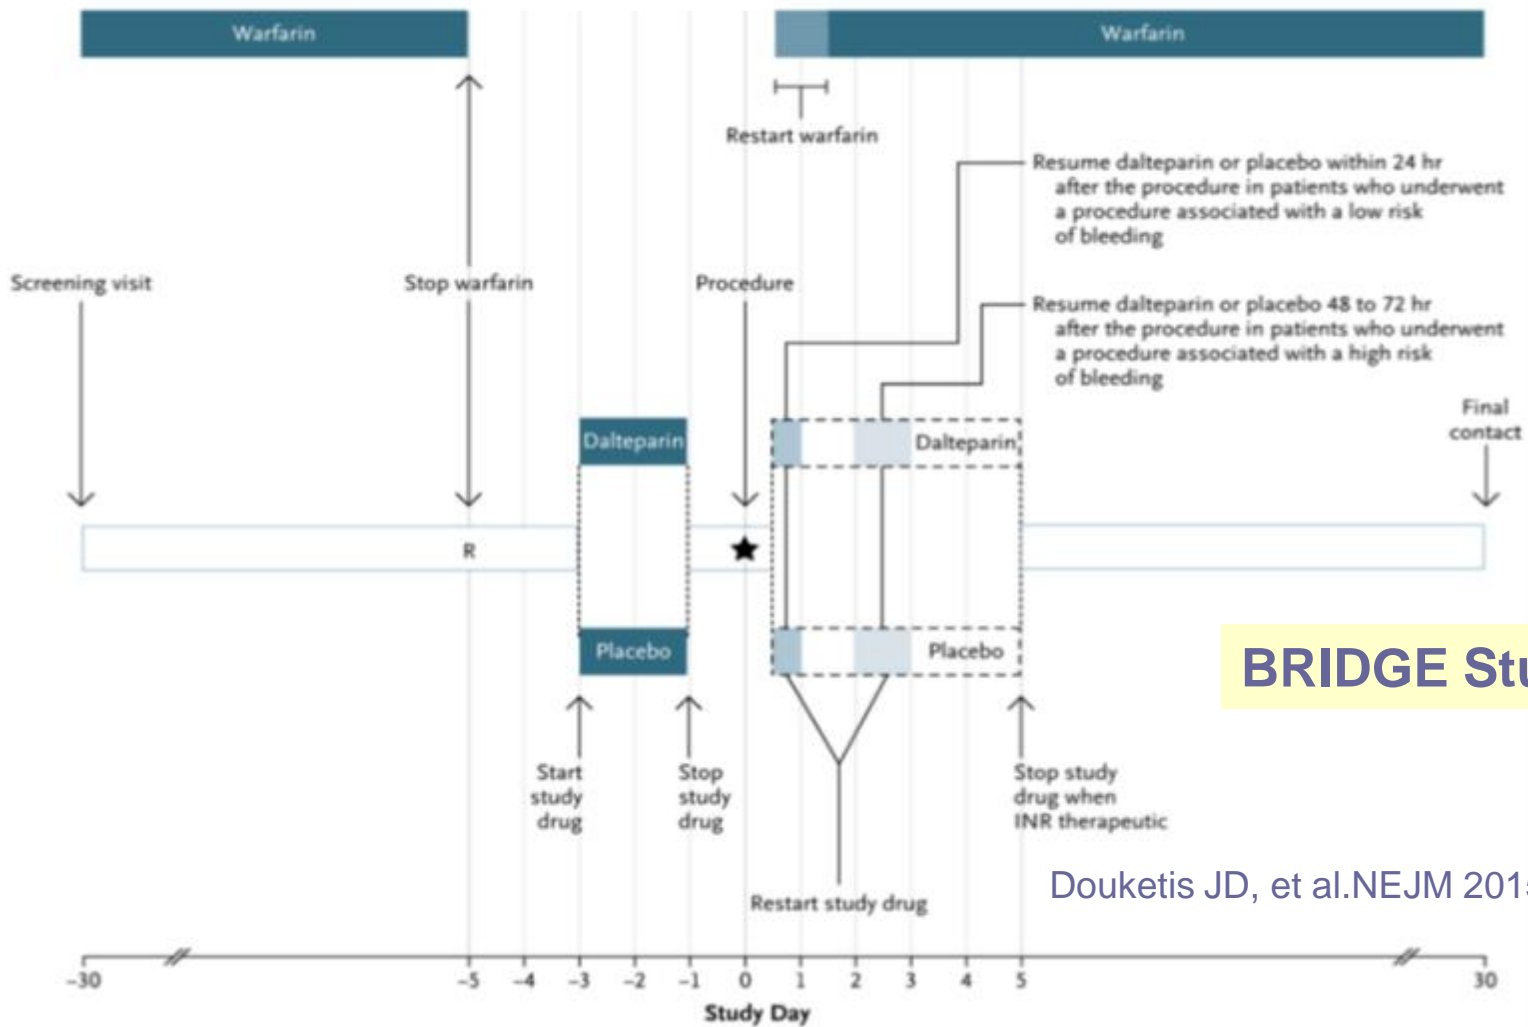 Warfarin
Warfarin
Restart warfarin
Resume dalteparin or placebo within 24 hr
after the procedure in patients who underwent
a procedure associated with a low risk
of bleeding
Screening visit
Stop warfarin
Procedure
Resume dalteparin or placebo 48 to 72 hr
after the procedure in patients who underwent
a procedure associated with a high risk
of bleeding
Final
contact
Dalteparin
Dalteparin
R
Placebo
Placebo
BRIDGE
Start
study
drug
Stop
study
drug
Stop study
drug when
INR therapeutic
Restart study drug
Douketis JD, et al.NEJM
-30
-5
-4
-3
-2
-1
0
1
2
3
4
5
30
Study Day